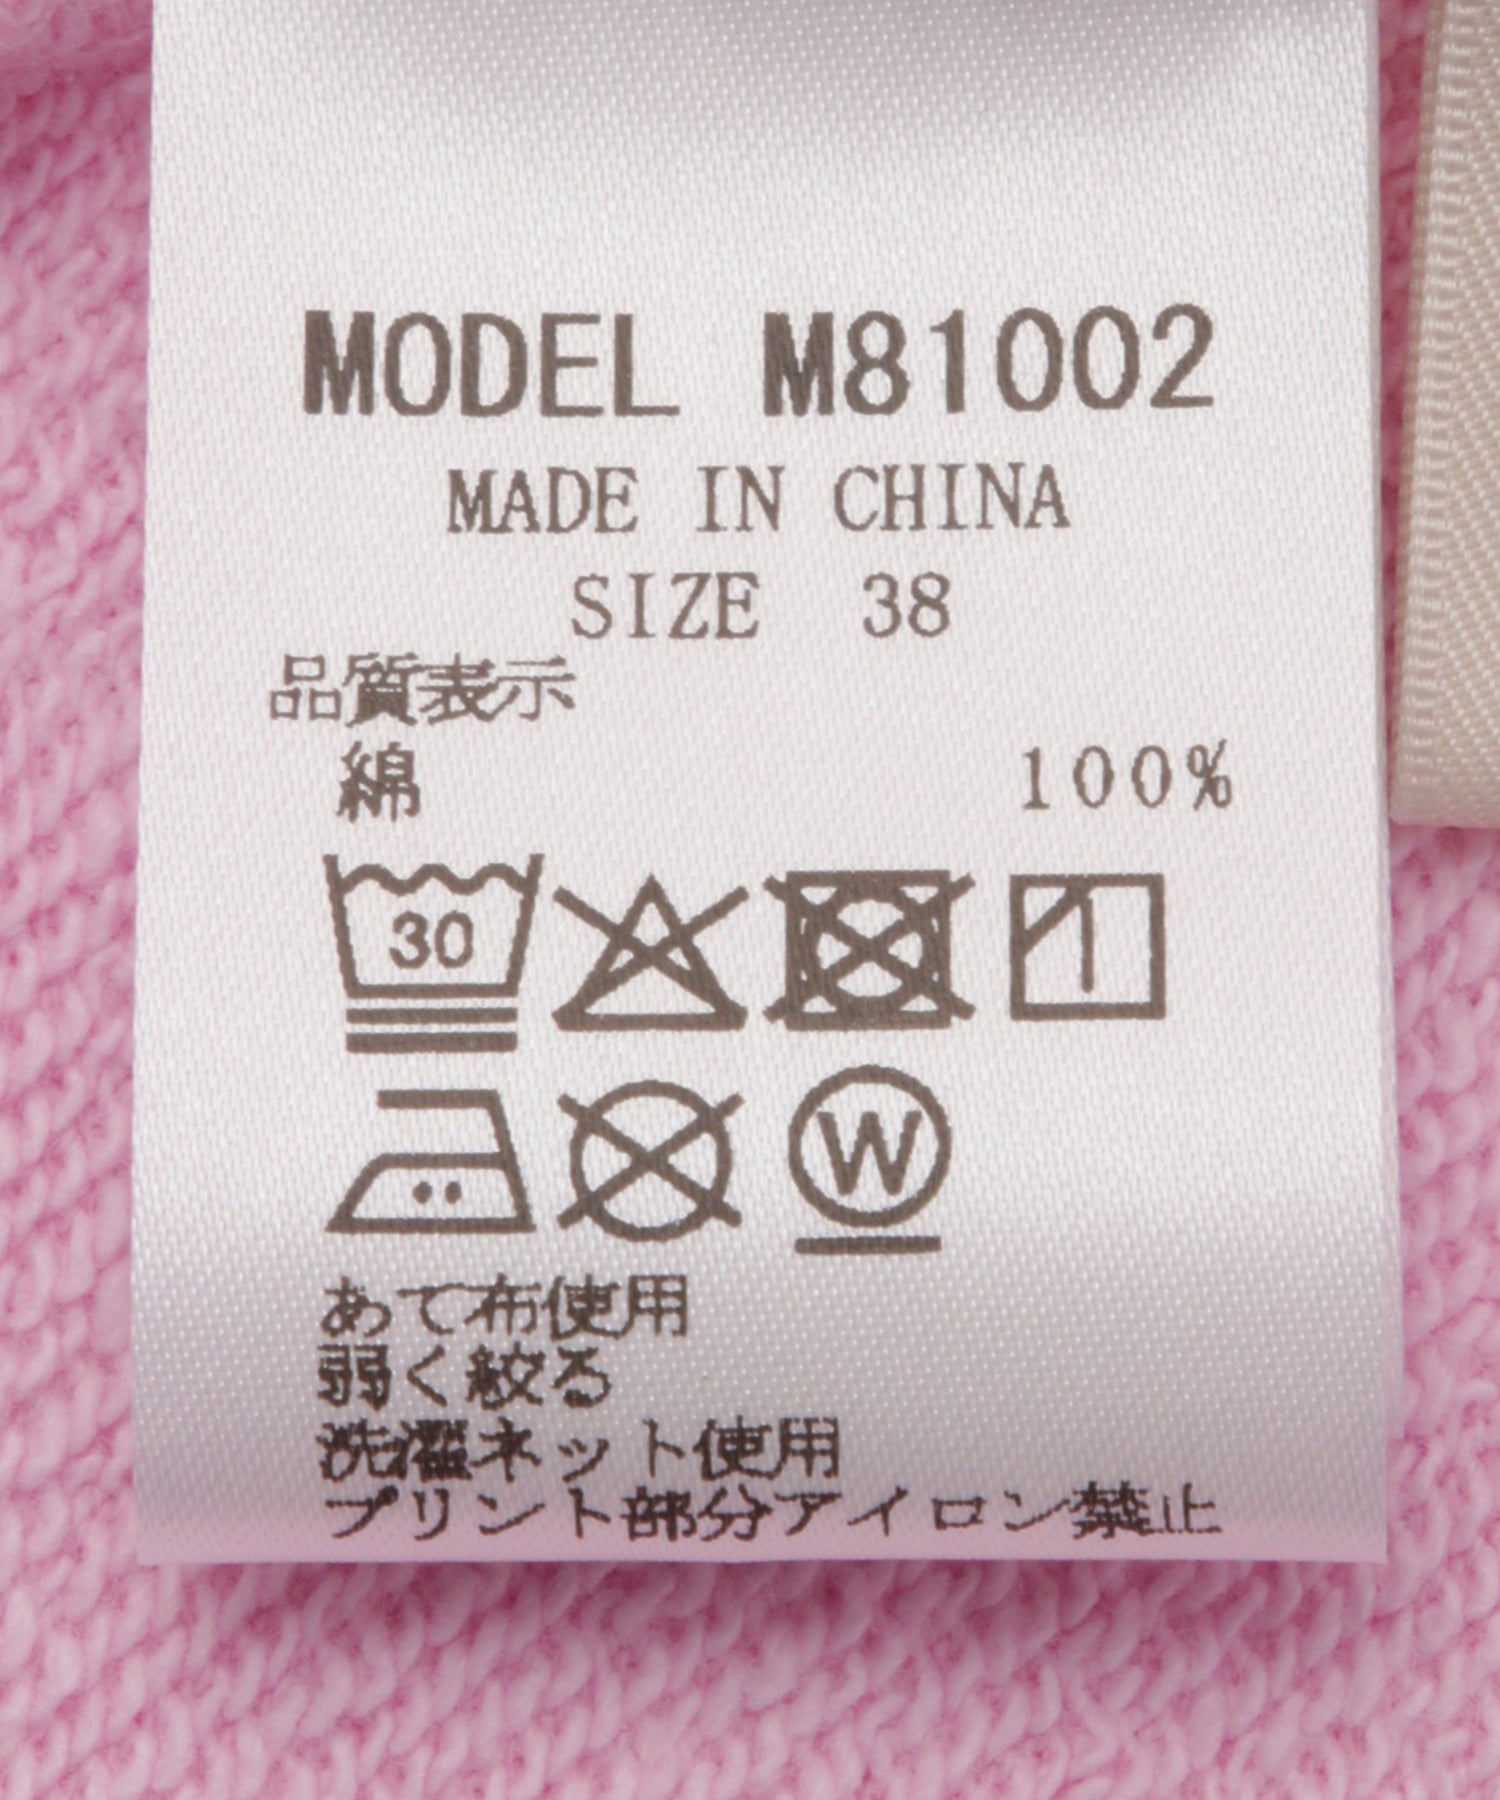 MODEL M81002
MADE IN CHINA
SIZE 38
品質表示
綿 100%
30
W
あて布使用
弱く絞る
洗濯ネット使用
プリント部分アイロン禁止